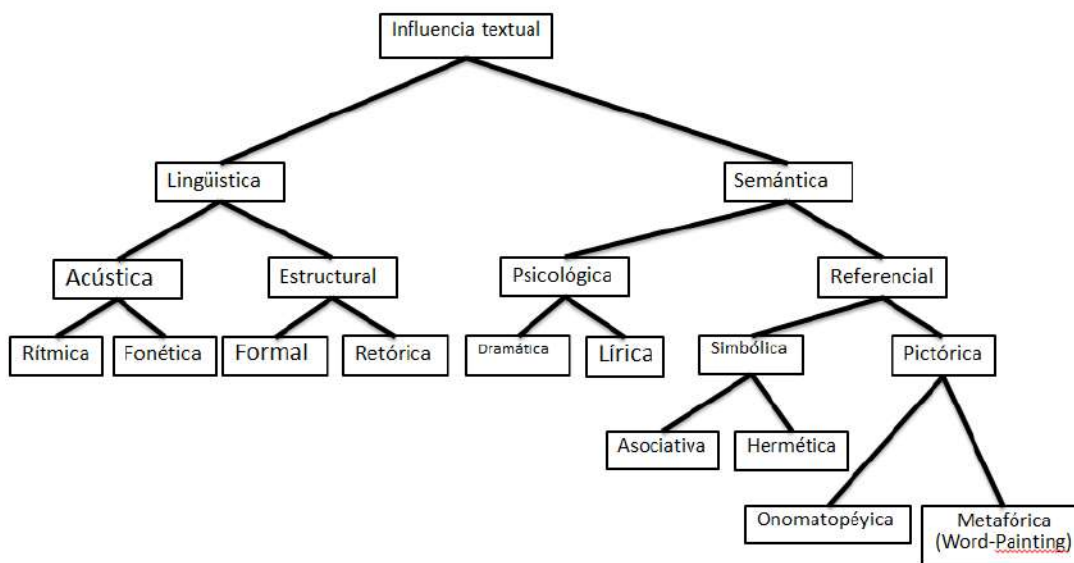 Influencia textual
Lingüistica
Semántica
Acústica
Estructural
Psicológica
Referencial
Rítmica
Fonética
Formal
Retórica
Dramática
Lírica
Simbólica
Pictórica
Asociativa
Hermética
Onomatopéyica
Metafórica
(Word-Painting)